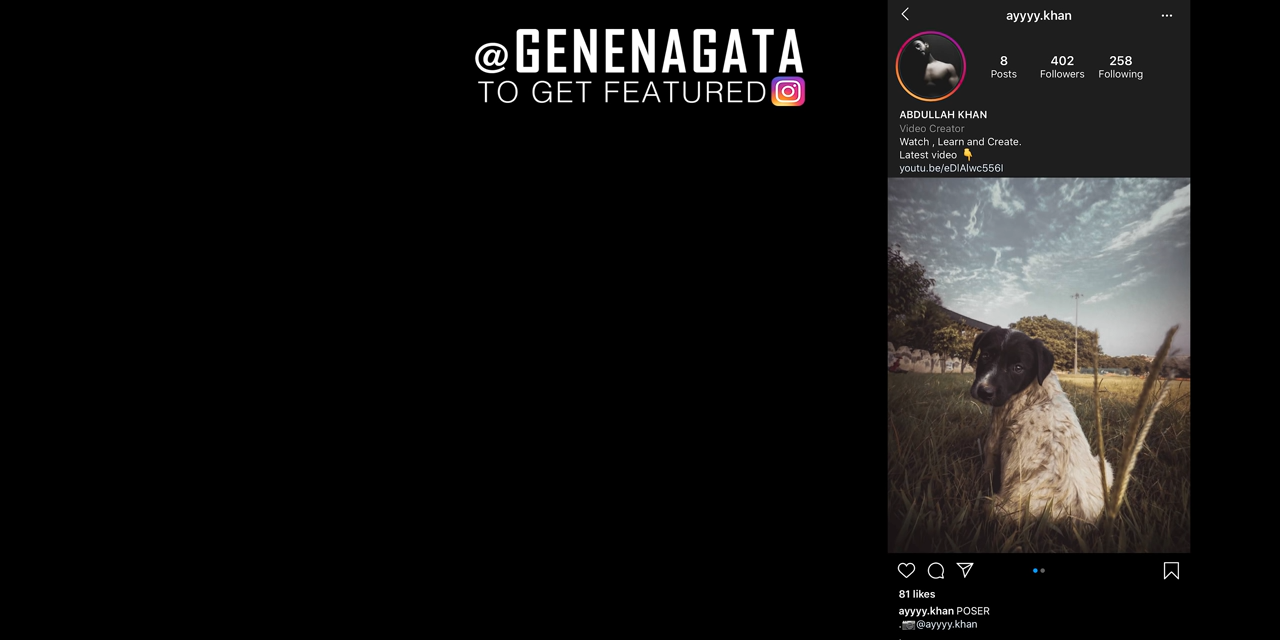 @GENENAGATA
TO GET FEATURED
ayyyy.khan
8 402 258
Posts Followers Following
ABDULLAH KHAN
Video Creator
Watch , Learn and Create.
Latest video 👇
youtu.be/eDlAlwc556I
81 likes
ayyyy.khan POSER
.📷@ayyyy.khan